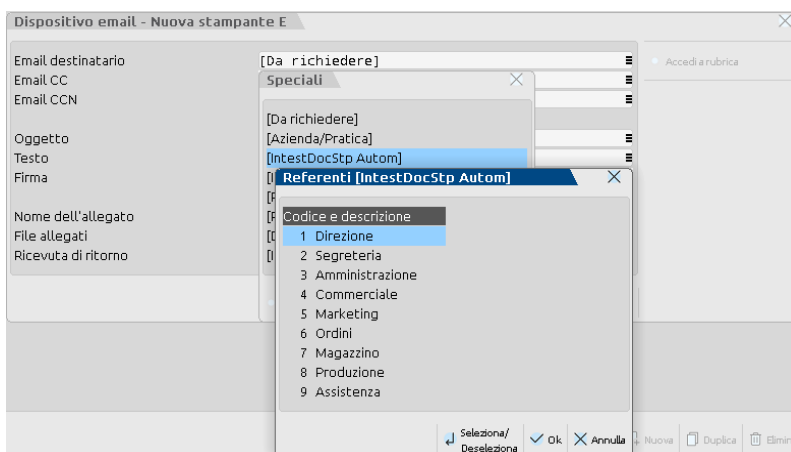 Dispositivo email - Nuova stampante E
Email destinatario
[Da richiedere]
Accedi a rubrica
Email CC
Email CCN
Oggetto
Testo
Firma
Nome dell'allegato
File allegati
Ricevuta di ritorno
Speciali
[Da richiedere]
[Azienda/Pratica]
[IntestDocStp Autom]
Referenti [IntestDocStp Autom]
Codice e descrizione
1 Direzione
2 Segreteria
3 Amministrazione
4 Commerciale
5 Marketing
6 Ordini
7 Magazzino
8 Produzione
9 Assistenza
Seleziona/
Deseleziona
Ok
Annulla
Nuova
Duplica